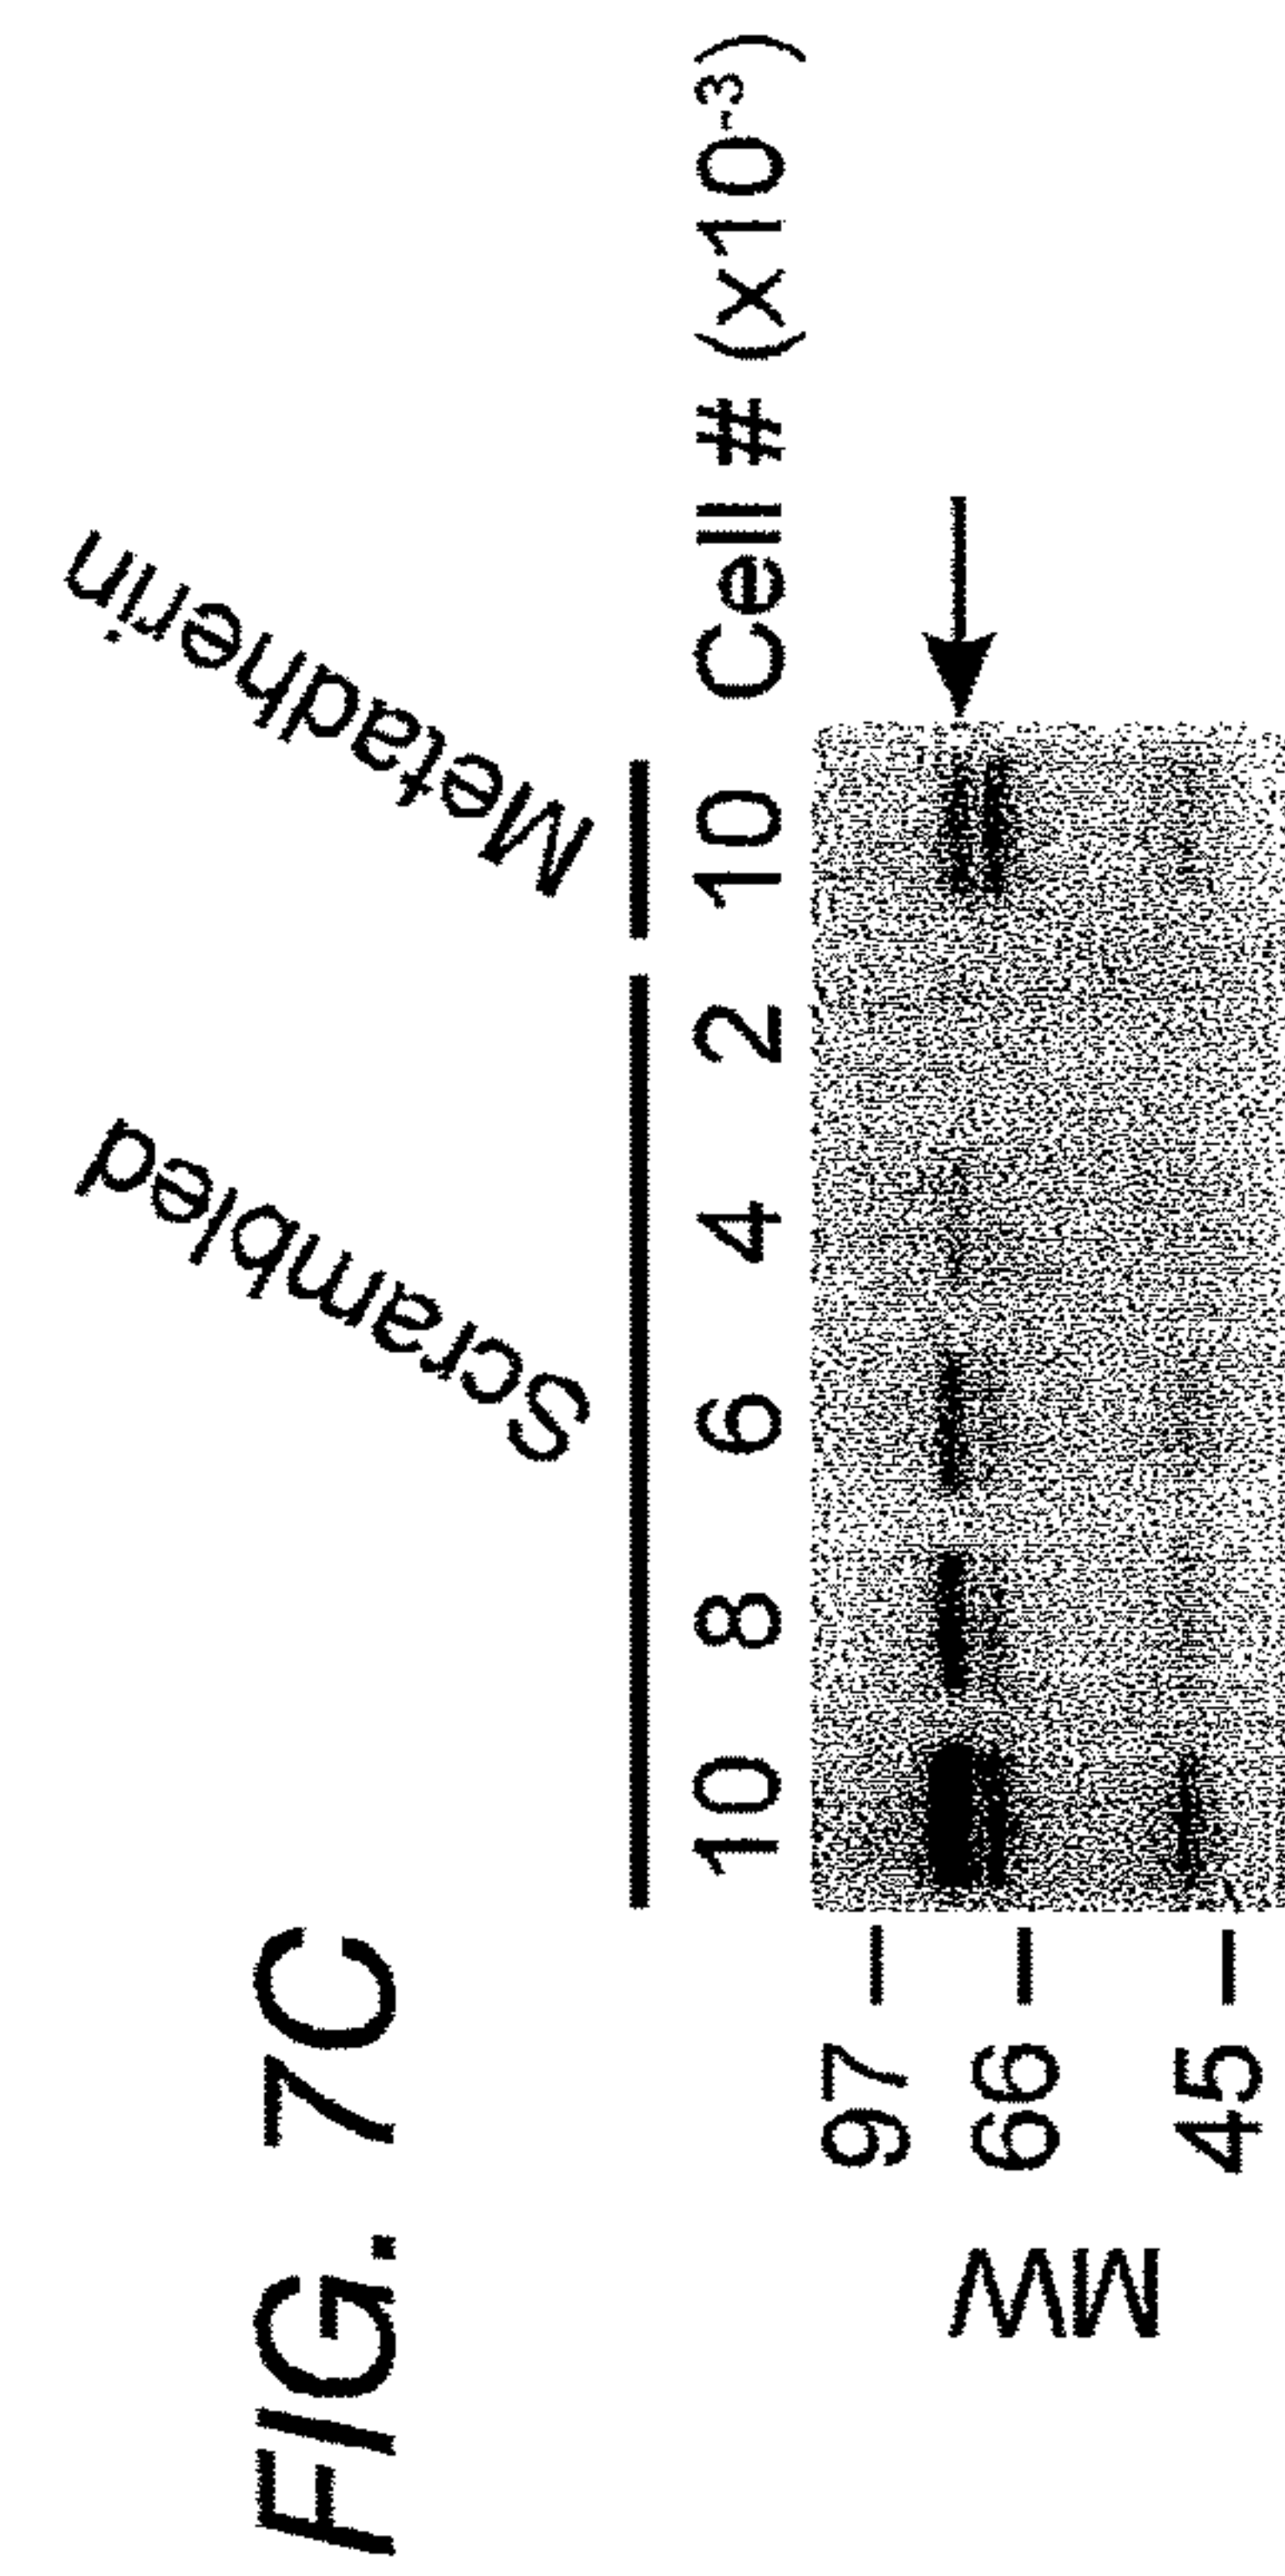 FIG. 7C
Scrambled
Metadherin
10 8 6 4 2 10 Cell # (x10⁻³)
97
66
45
MW